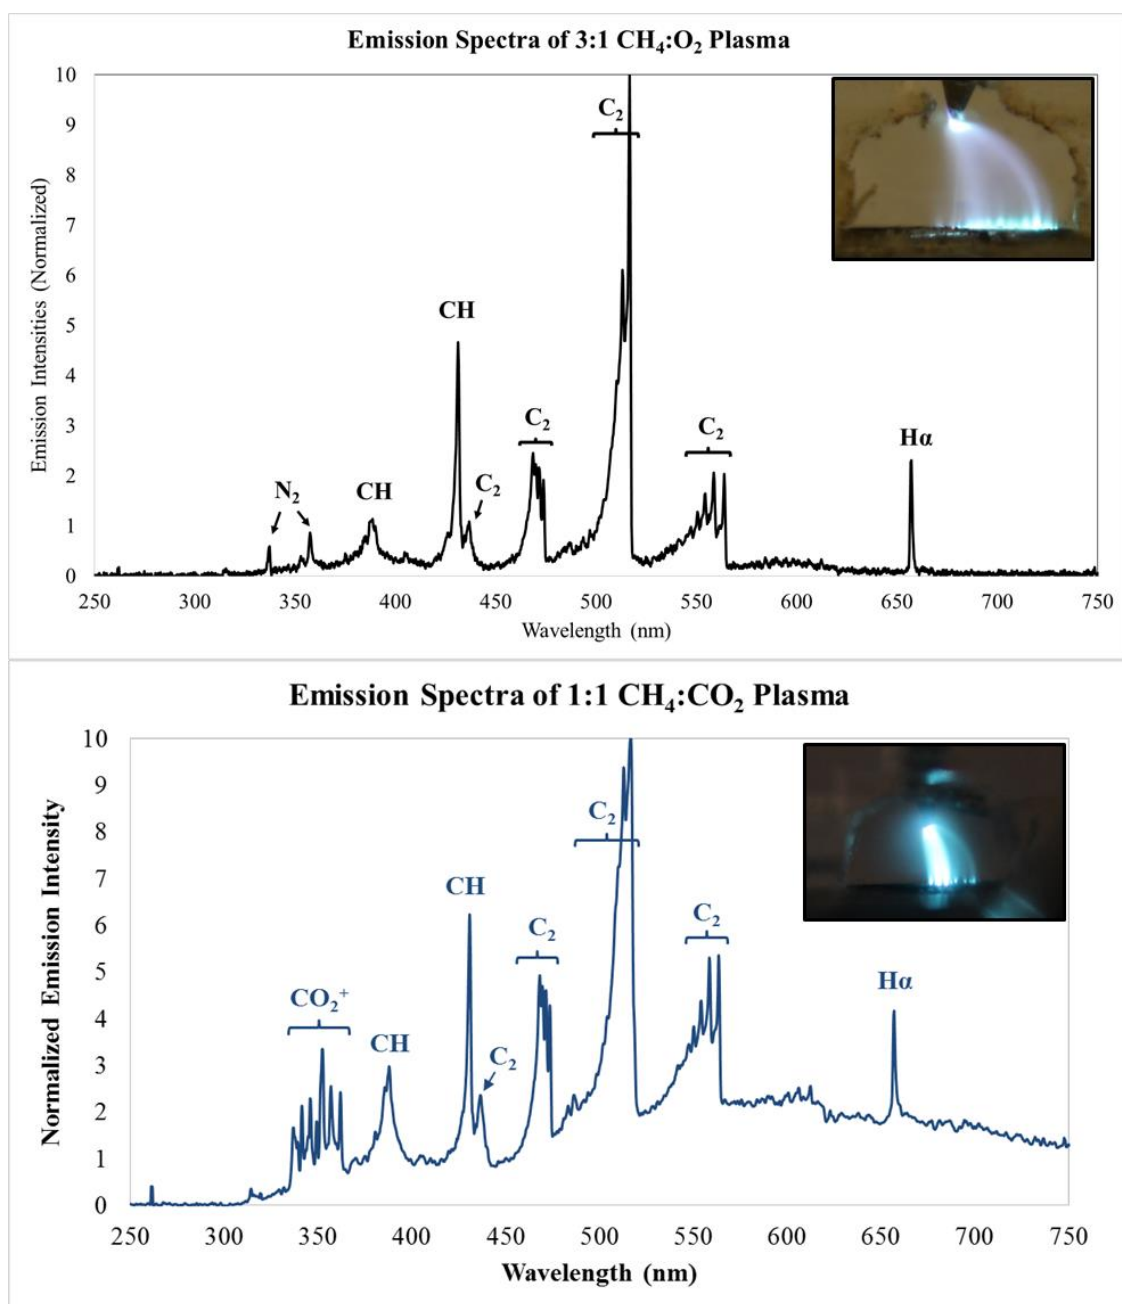 Emission Spectra of 3:1 CH₄:O₂ Plasma
Emission Intensities (Normalized)
10
9
8
7
6
5
4
3
2
1
0
N₂
CH
CH
C₂
C₂
C₂
C₂
Hα
250 300 350 400 450 500 550 600 650 700 750
Wavelength (nm)
Emission Spectra of 1:1 CH₄:CO₂ Plasma
Normalized Emission Intensity
10
9
8
7
6
5
4
3
2
1
0
CO₂⁺
CH
CH
C₂
C₂
C₂
C₂
Hα
250 300 350 400 450 500 550 600 650 700 750
Wavelength (nm)